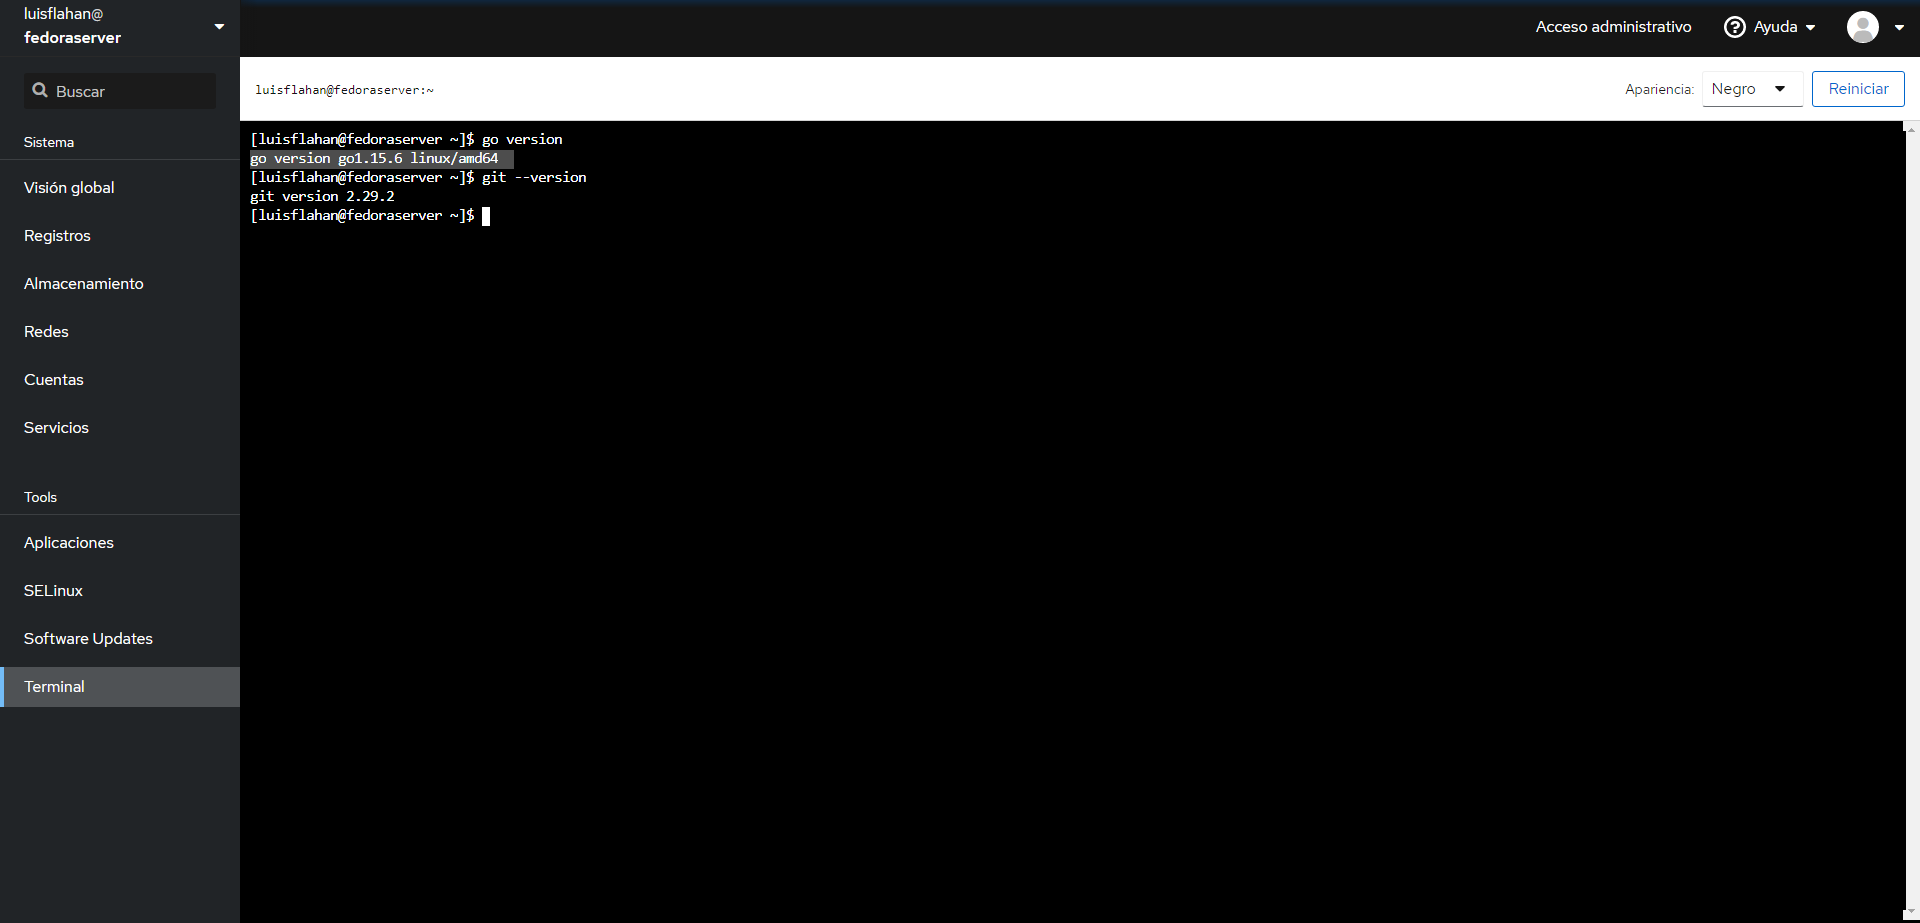 luisflahan@
fedoraserver
Acceso administrativo
Ayuda
Buscar
luisflahan@fedoraserver:~
Apariencia:
Negro
Reiniciar
Sistema
Visión global
Registros
Almacenamiento
Redes
Cuentas
Servicios
Tools
Aplicaciones
SELinux
Software Updates
Terminal
[luisflahan@fedoraserver ~]$ go version
go version go1.15.6 linux/amd64
[luisflahan@fedoraserver ~]$ git --version
git version 2.29.2
[luisflahan@fedoraserver ~]$